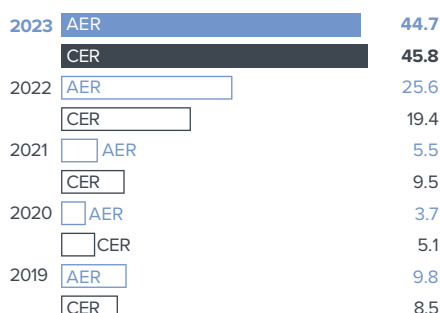 2023 AER 44.7
CER 45.8
2022 AER 25.6
CER 19.4
2021 AER 5.5
CER 9.5
2020 AER 3.7
CER 5.1
2019 AER 9.8
CER 8.5